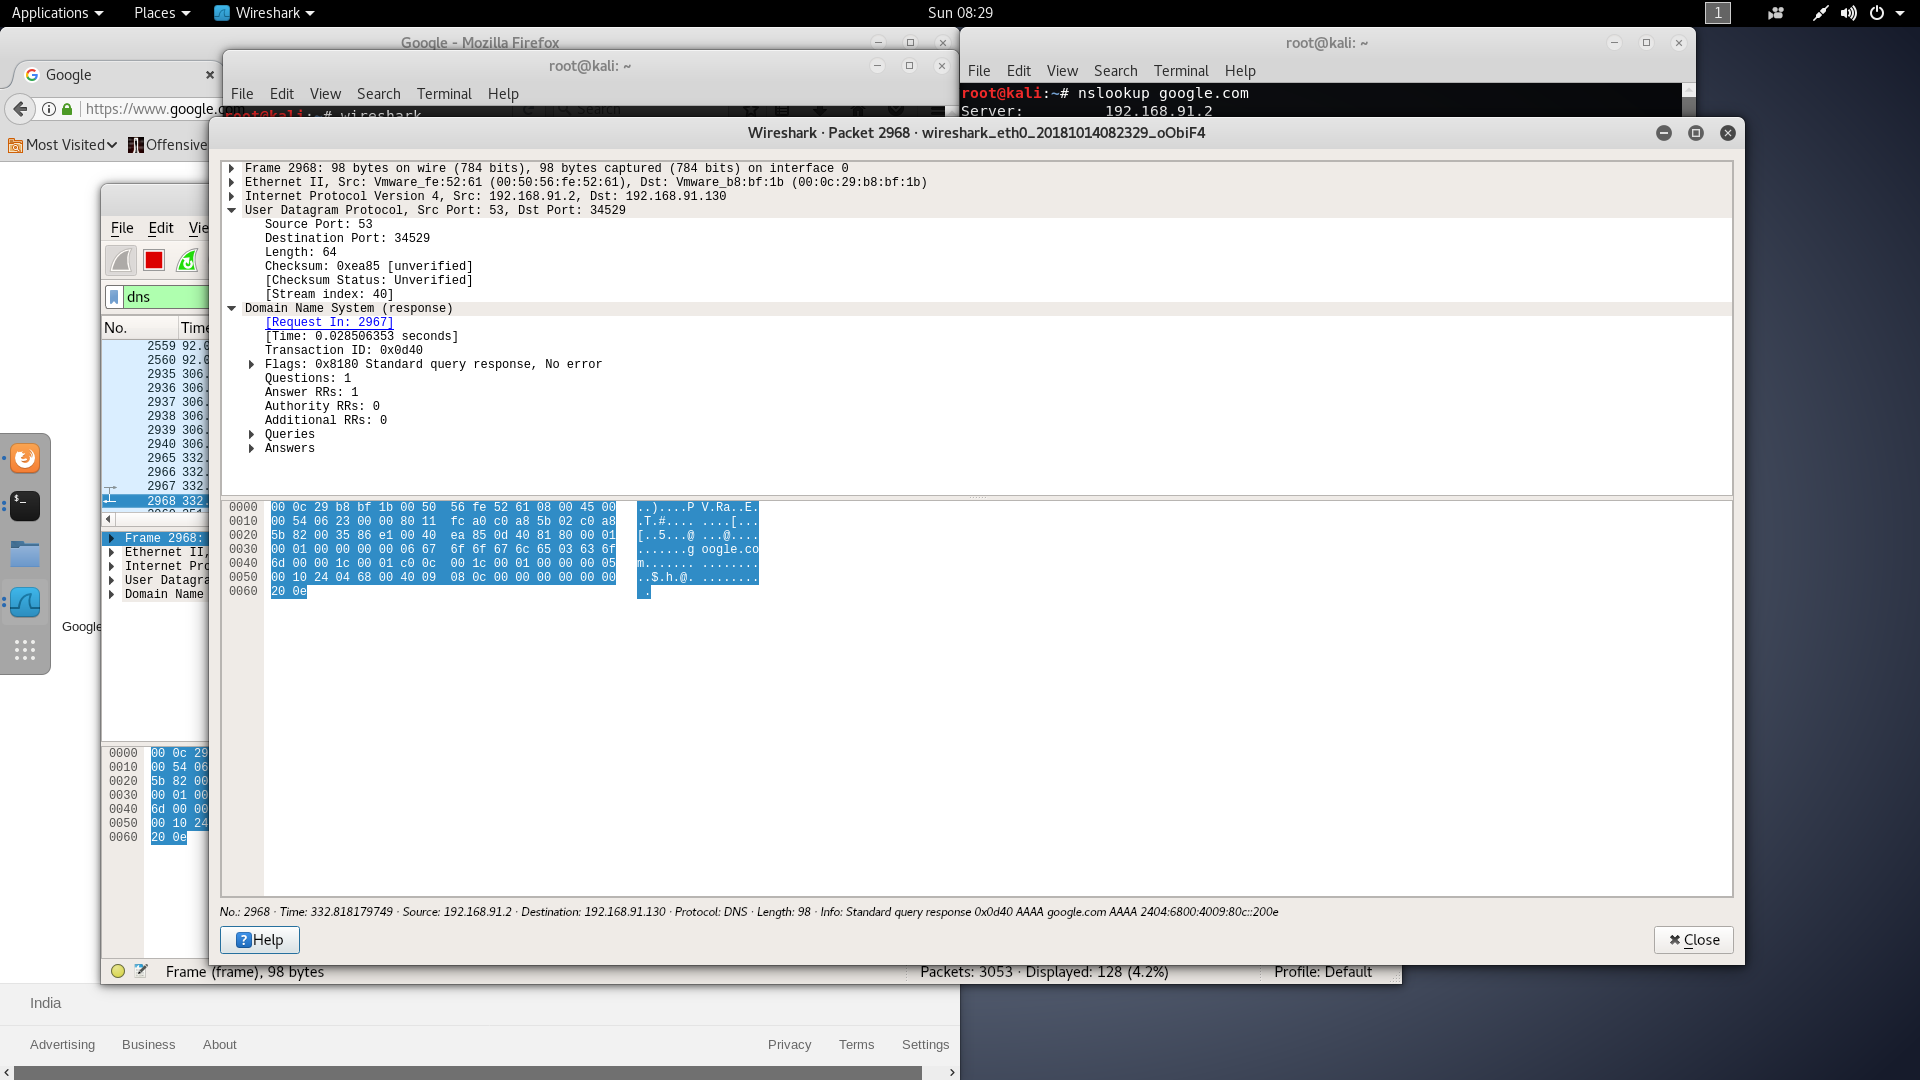 Applications Places Wireshark Sun 08:29 1
Google - Mozilla Firefox
root@kali: ~
root@kali: ~
Google
File Edit View Search Terminal Help
File Edit View Search Terminal Help
https://www.google.com
Search
root@kali:~# wireshark
root@kali:~# nslookup google.com
Server: 192.168.91.2
Most Visited Offensive
Wireshark · Packet 2968 · wireshark_eth0_20181014082329_oObiF4
Frame 2968: 98 bytes on wire (784 bits), 98 bytes captured (784 bits) on interface 0
Ethernet II, Src: Vmware_fe:52:61 (00:50:56:fe:52:61), Dst: Vmware_b8:bf:1b (00:0c:29:b8:bf:1b)
Internet Protocol Version 4, Src: 192.168.91.2, Dst: 192.168.91.130
User Datagram Protocol, Src Port: 53, Dst Port: 34529
Source Port: 53
Destination Port: 34529
Length: 64
Checksum: 0xea85 [unverified]
[Checksum Status: Unverified]
[Stream index: 40]
Domain Name System (response)
[Request In: 2967]
[Time: 0.028506353 seconds]
Transaction ID: 0x0d40
Flags: 0x8180 Standard query response, No error
Questions: 1
Answer RRs: 1
Authority RRs: 0
Additional RRs: 0
Queries
Answers
0000 00 0c 29 b8 bf 1b 00 50 56 fe 52 61 08 00 45 00 ..)....P V.Ra..E.
0010 00 54 06 23 00 00 80 11 fc a0 c0 a8 5b 02 c0 a8 .T.#.... ....[...
0020 5b 82 00 35 86 e1 00 40 ea 85 0d 40 81 80 00 01 [..5...@ ...@....
0030 00 01 00 00 00 00 06 67 6f 6f 67 6c 65 03 63 6f .......g oogle.co
0040 6d 00 00 1c 00 01 c0 0c 00 1c 00 01 00 00 00 05 m....... ........
0050 00 10 24 04 68 00 40 09 08 0c 00 00 00 00 00 00 ..$.h.@. ........
0060 20 0e .
No.: 2968 · Time: 332.818179749 · Source: 192.168.91.2 · Destination: 192.168.91.130 · Protocol: DNS · Length: 98 · Info: Standard query response 0x0d40 AAAA google.com AAAA 2404:6800:4009:80c::200e
Help Close
File Edit Vie
dns
No. Time
2559 92.0
2560 92.0
2935 306.
2936 306.
2937 306.
2938 306.
2939 306.
2940 306.
2965 332.
2966 332.
2967 332.
2968 332.
Frame 2968:
Ethernet II,
Internet Pro
User Datagra
Domain Name
Google
0000 00 0c 29
0010 00 54 06
0020 5b 82 00
0030 00 01 00
0040 6d 00 00
0050 00 10 24
0060 20 0e
Frame (frame), 98 bytes Packets: 3053 · Displayed: 128 (4.2%) Profile: Default
India
Advertising Business About Privacy Terms Settings